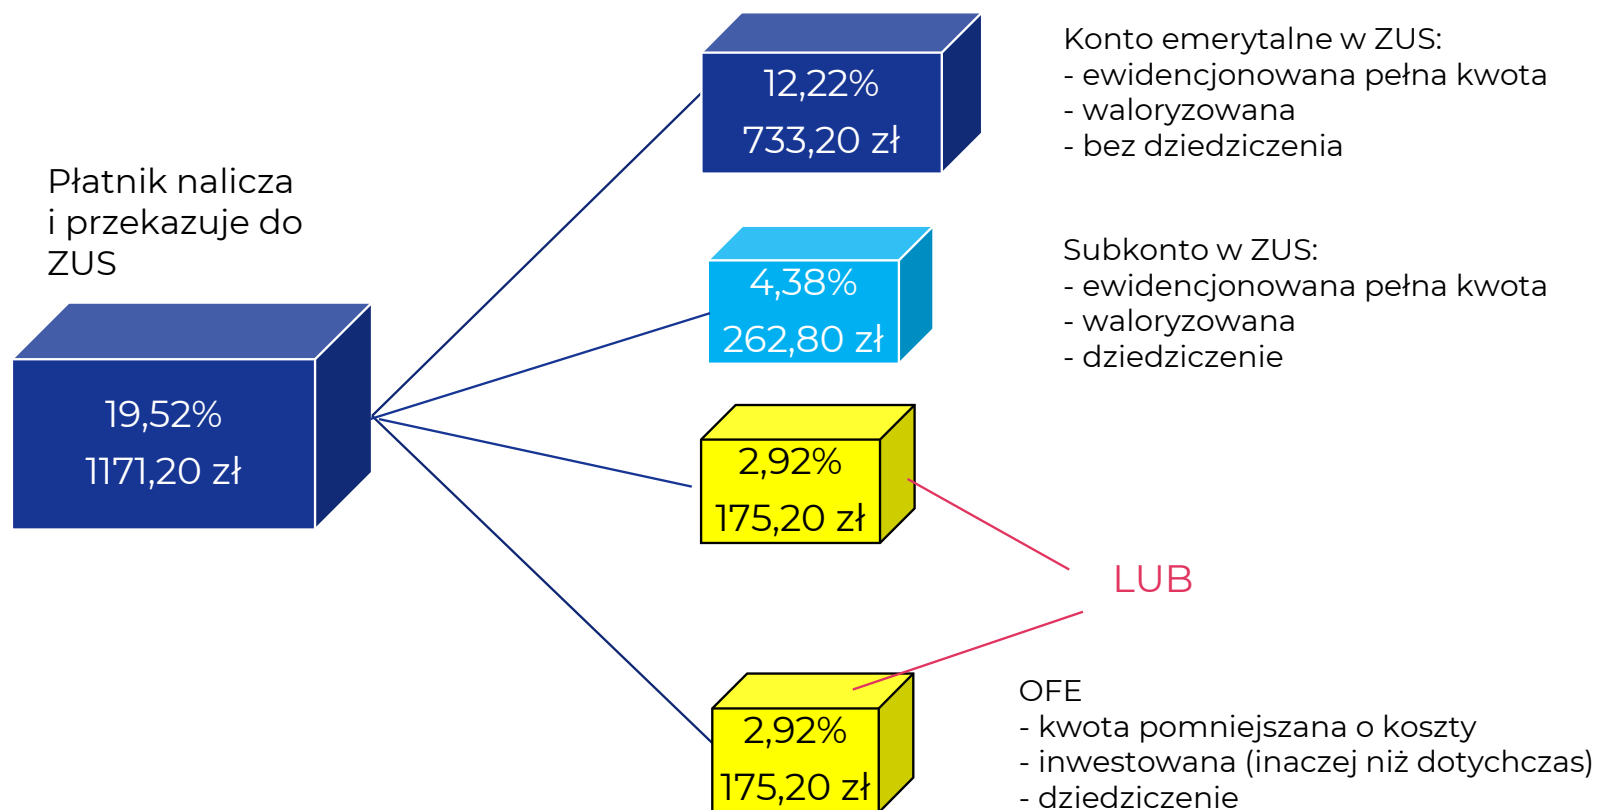 Płatnik nalicza
i przekazuje do
ZUS
19,52%
1171,20 zł
12,22%
733,20 zł
Konto emerytalne w ZUS:
- ewidencjonowana pełna kwota
- waloryzowana
- bez dziedziczenia
4,38%
262,80 zł
Subkonto w ZUS:
- ewidencjonowana pełna kwota
- waloryzowana
- dziedziczenie
2,92%
175,20 zł
LUB
2,92%
175,20 zł
OFE
- kwota pomniejszana o koszty
- inwestowana (inaczej niż dotychczas)
- dziedziczenie